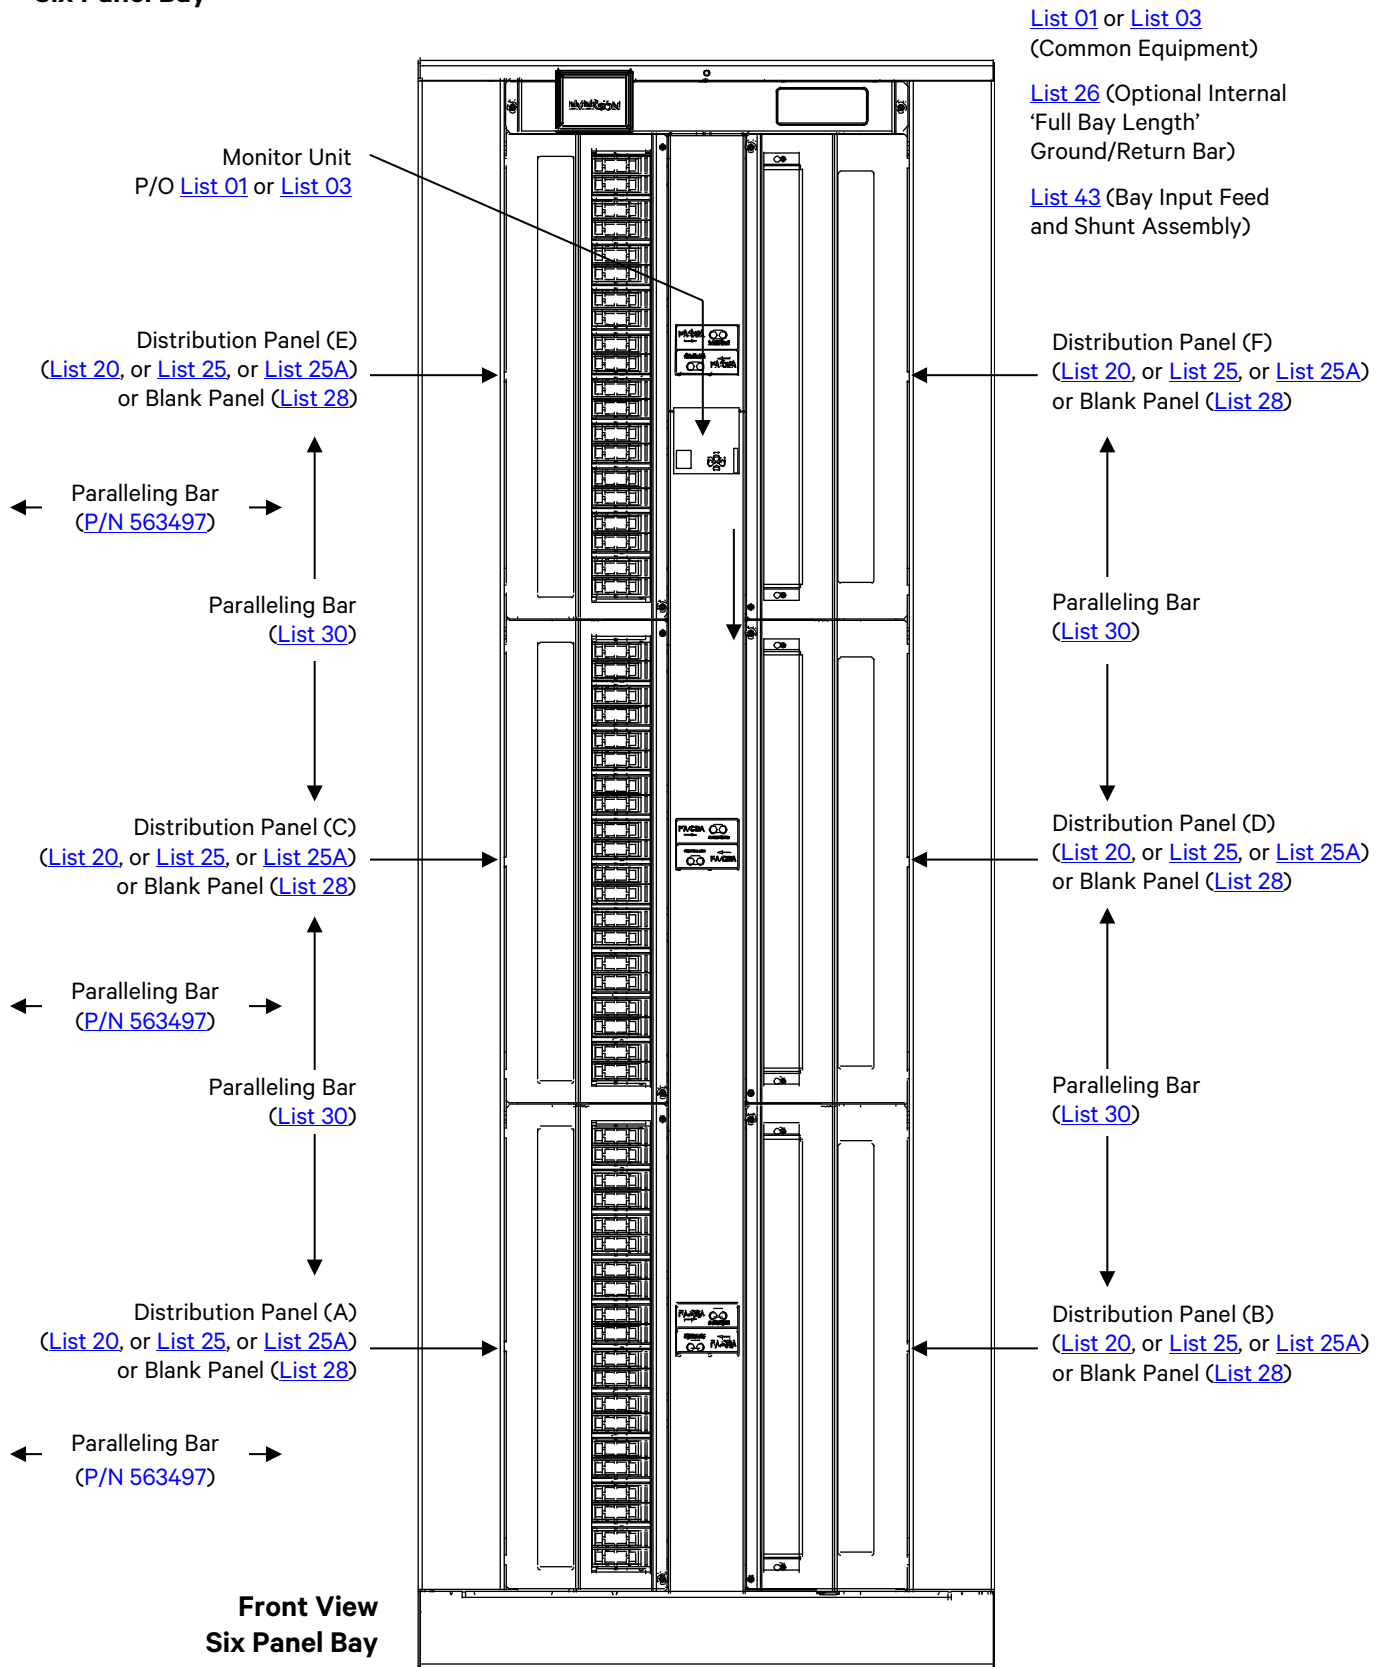 Six Panel Bay
List 01 or List 03
(Common Equipment)
List 26 (Optional Internal
‘Full Bay Length’
Ground/Return Bar)
List 43 (Bay Input Feed
and Shunt Assembly)
Monitor Unit
P/O List 01 or List 03
Distribution Panel (E)
(List 20, or List 25, or List 25A)
or Blank Panel (List 28)
Distribution Panel (F)
(List 20, or List 25, or List 25A)
or Blank Panel (List 28)
Paralleling Bar
(P/N 563497)
Paralleling Bar
(List 30)
Paralleling Bar
(List 30)
Distribution Panel (C)
(List 20, or List 25, or List 25A)
or Blank Panel (List 28)
Distribution Panel (D)
(List 20, or List 25, or List 25A)
or Blank Panel (List 28)
Paralleling Bar
(P/N 563497)
Paralleling Bar
(List 30)
Paralleling Bar
(List 30)
Distribution Panel (A)
(List 20, or List 25, or List 25A)
or Blank Panel (List 28)
Distribution Panel (B)
(List 20, or List 25, or List 25A)
or Blank Panel (List 28)
Paralleling Bar
(P/N 563497)
Front View
Six Panel Bay